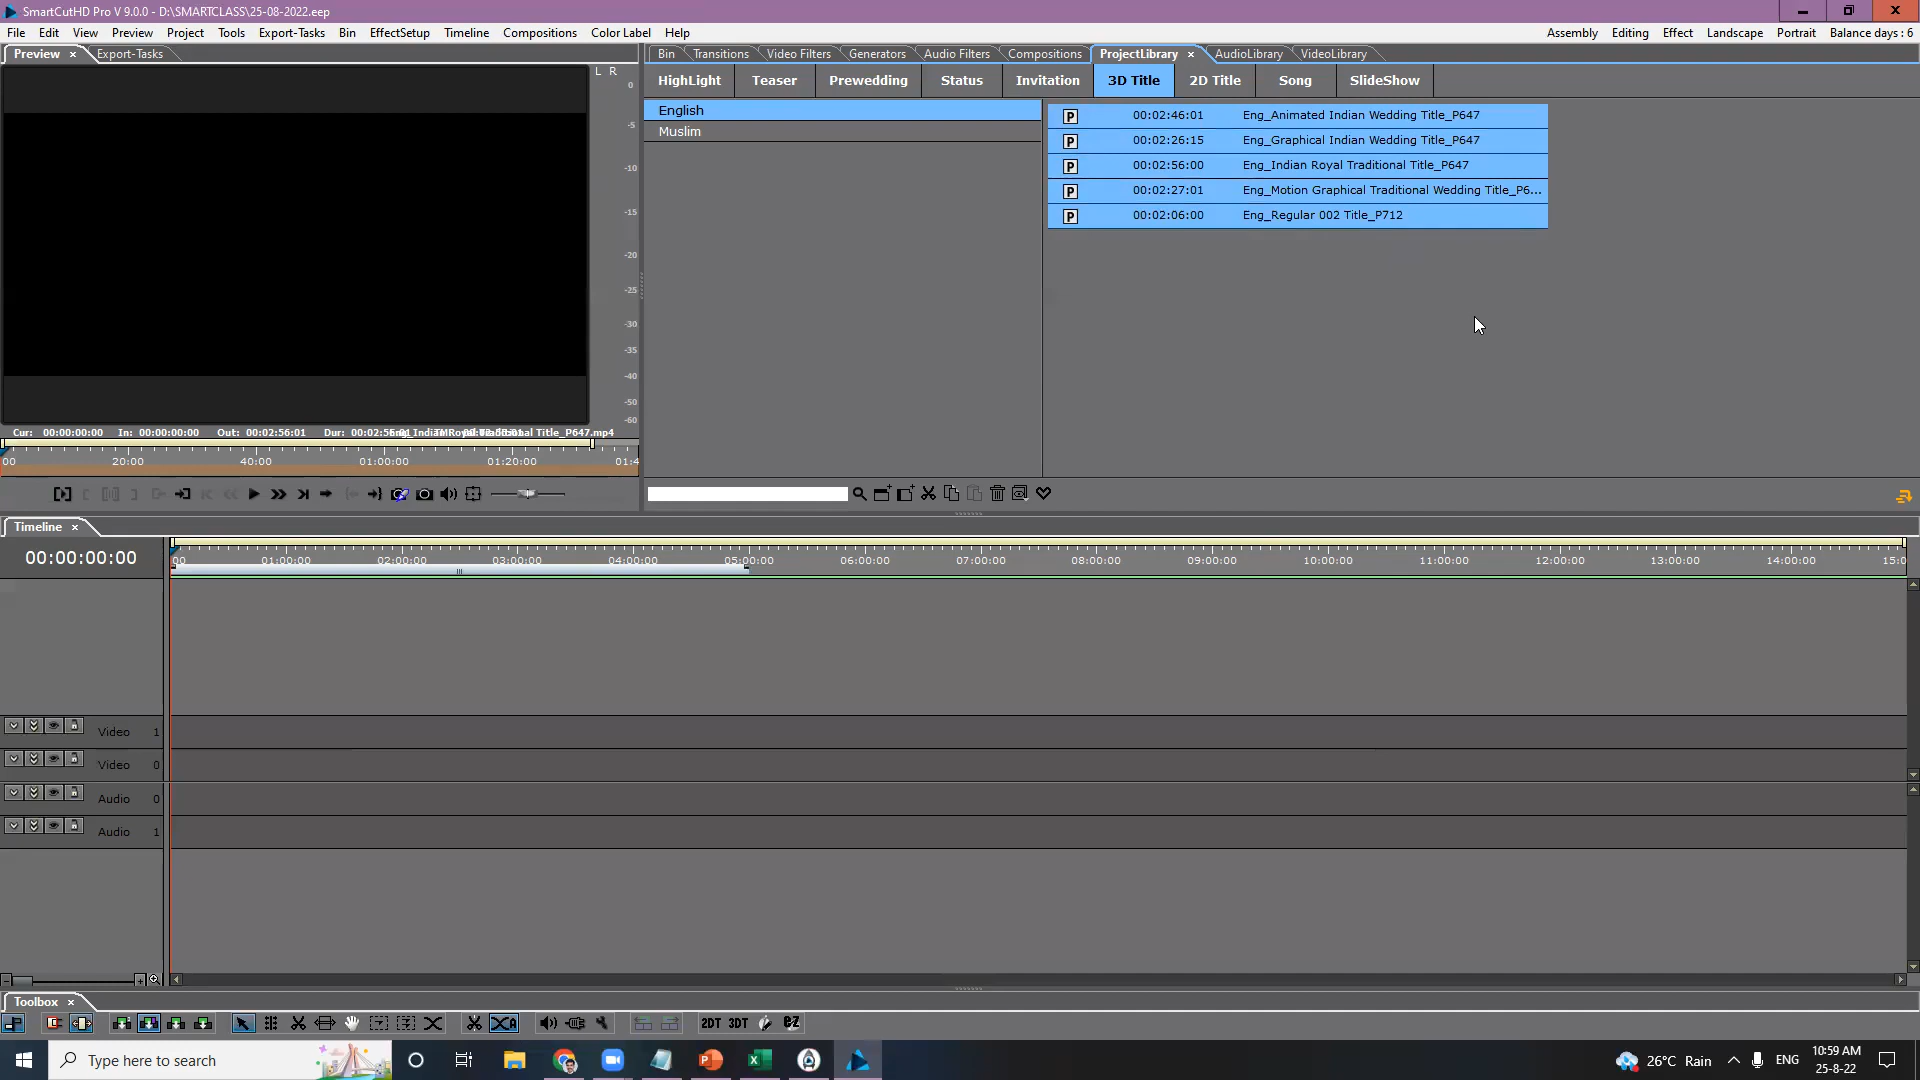 SmartCutHD Pro V 9.0.0 - D:\SMARTCLASS\25-08-2022.eep
File Edit View Preview Project Tools Export-Tasks Bin EffectSetup Timeline Compositions Color Label Help
Assembly Editing Effect Landscape Portrait Balance days : 6
Preview x Export-Tasks
Bin Transitions Video Filters Generators Audio Filters Compositions ProjectLibrary x AudioLibrary VideoLibrary
HighLight Teaser Prewedding Status Invitation 3D Title 2D Title Song SlideShow
L R
0
-5
-10
-15
-20
-25
-30
-35
-40
-50
-60
English
Muslim
P 00:02:46:01 Eng_Animated Indian Wedding Title_P647
P 00:02:26:15 Eng_Graphical Indian Wedding Title_P647
P 00:02:56:00 Eng_Indian Royal Traditional Title_P647
P 00:02:27:01 Eng_Motion Graphical Traditional Wedding Title_P6...
P 00:02:06:00 Eng_Regular 002 Title_P712
Cur: 00:00:00:00 In: 00:00:00:00 Out: 00:02:56:01 Dur: Title_P647.mp4
00 20:00 40:00 01:00:00 01:20:00 01:4
Timeline x
00:00:00:00
00 01:00:00 02:00:00 03:00:00 04:00:00 05:00:00 06:00:00 07:00:00 08:00:00 09:00:00 10:00:00 11:00:00 12:00:00 13:00:00 14:00:00 15:0
Video 1
Video 0
Audio 0
Audio 1
Toolbox x
2DT 3DT eZ
Type here to search
26°C Rain
ENG
10:59 AM
25-8-22